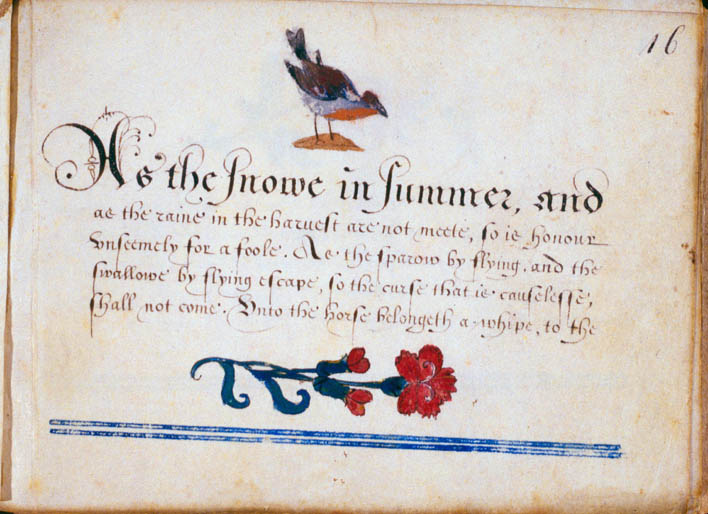 16
As the snowe in summer, and
as the raine in the harvest are not meete, so is honour
vnseemely for a foole. As the sparow by flying, and the
swallowe by flying escape, so the curse that is causelesse,
shall not come. Vnto the horse belongeth a whipe, to the